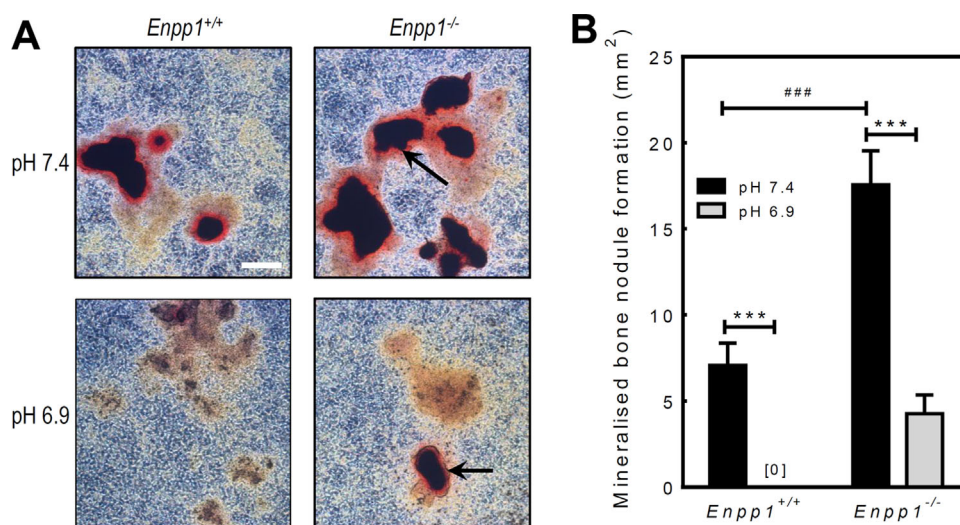 A
Enpp1+/+
Enpp1-/-
pH 7.4
pH 6.9
B
Mineralised bone nodule formation (mm2)
25
20
15
10
5
0
###
***
***
pH 7.4
pH 6.9
[0]
Enpp1+/+
Enpp1-/-